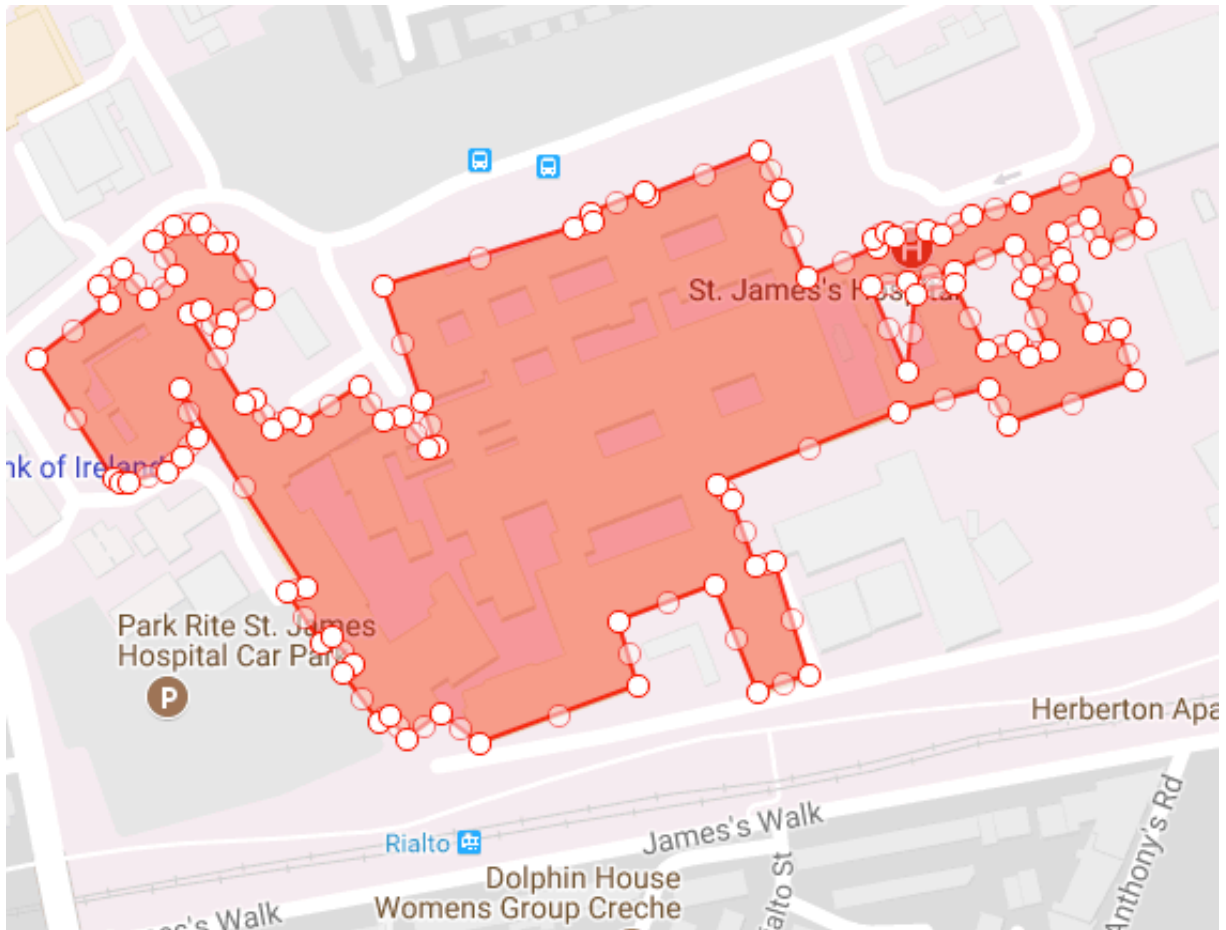 H
St. James's Hospital
nk of Ireland
Park Rite St. James
Hospital Car Park
P
Herberton Apa
Rialto
James's Walk
Dolphin House
Womens Group Creche
es's Walk
ialto St
Anthony's Rd